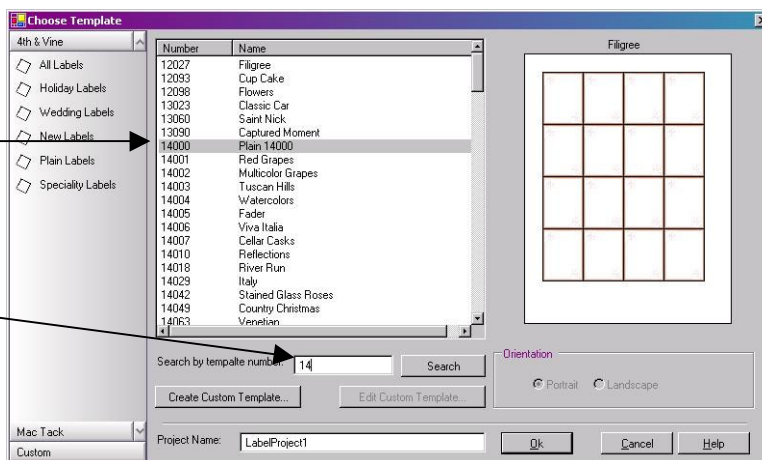 Choose Template
4th & Vine
All Labels
Holiday Labels
Wedding Labels
New Labels
Plain Labels
Speciality Labels
Mac Tack
Custom
Number Name
12027 Filigree
12093 Cup Cake
12098 Flowers
13023 Classic Car
13060 Saint Nick
13090 Captured Moment
14000 Plain 14000
14001 Red Grapes
14002 Multicolor Grapes
14003 Tuscan Hills
14004 Watercolors
14005 Fader
14006 Viva Italia
14007 Cellar Casks
14010 Reflections
14018 River Run
14029 Italy
14042 Stained Glass Roses
14049 Country Christmas
14063 Venetian
Search by tempalte number: 14 Search
Create Custom Template... Edit Custom Template...
Project Name: LabelProject1
Filigree
Orientation
Portrait Landscape
Ok Cancel Help